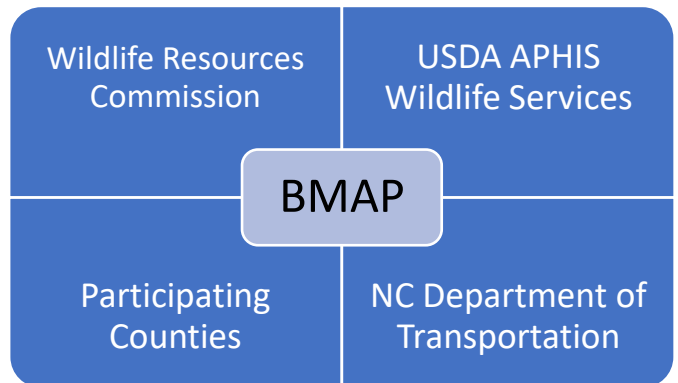 Wildlife Resources
Commission
USDA APHIS
Wildlife Services
BMAP
Participating
Counties
NC Department of
Transportation